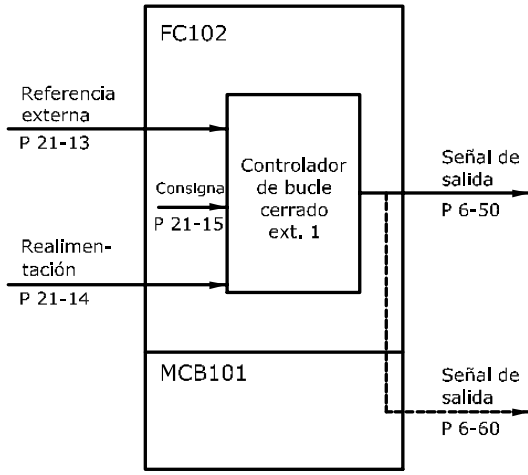 FC102
Referencia
externa
P 21-13
Consigna
P 21-15
Realimen-
tación
P 21-14
Controlador
de bucle
cerrado
ext. 1
Señal de
salida
P 6-50
MCB101
Señal de
salida
P 6-60